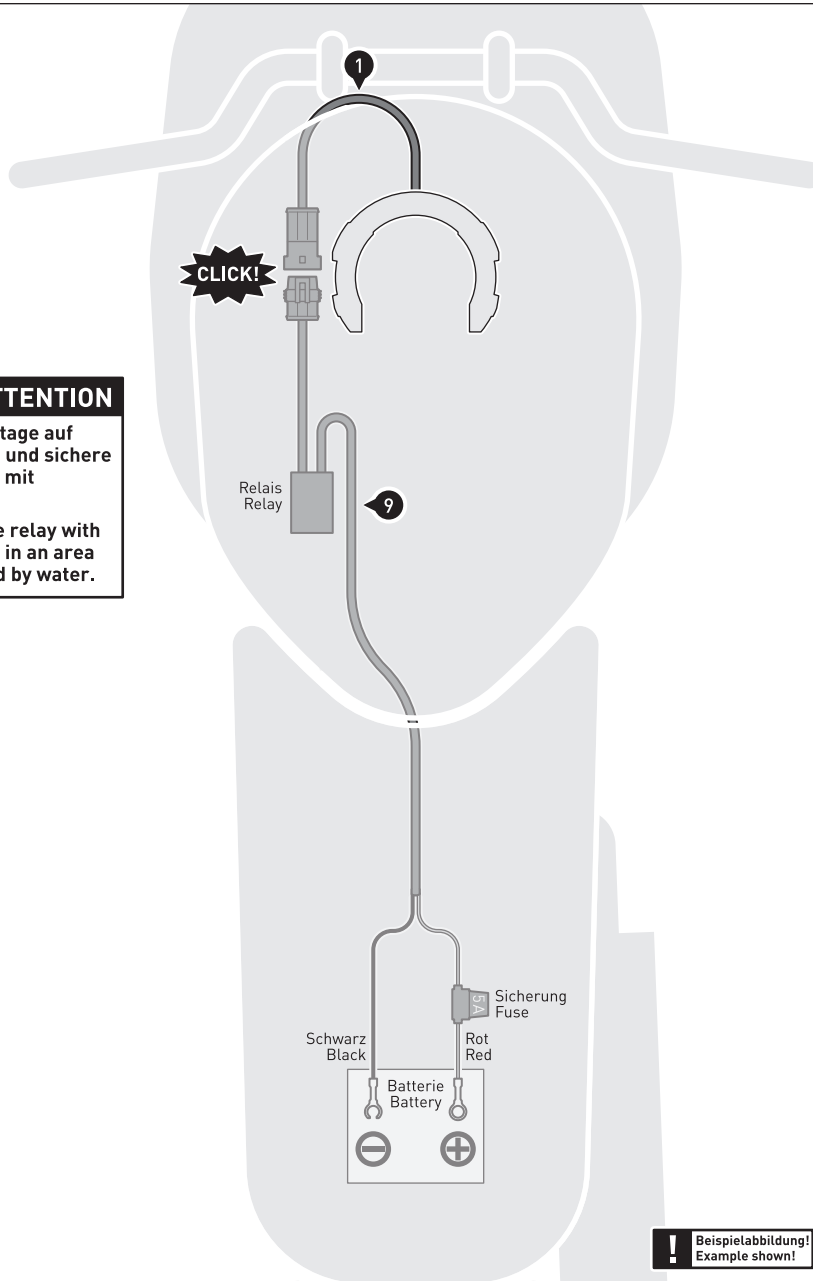 1
CLICK!
TTENTION
tage auf
und sichere
mit
e relay with
in an area
d by water.
Relais
Relay
9
Sicherung
Fuse
5 A
Schwarz
Black
Rot
Red
Batterie
Battery
!
Beispielabbildung!
Example shown!